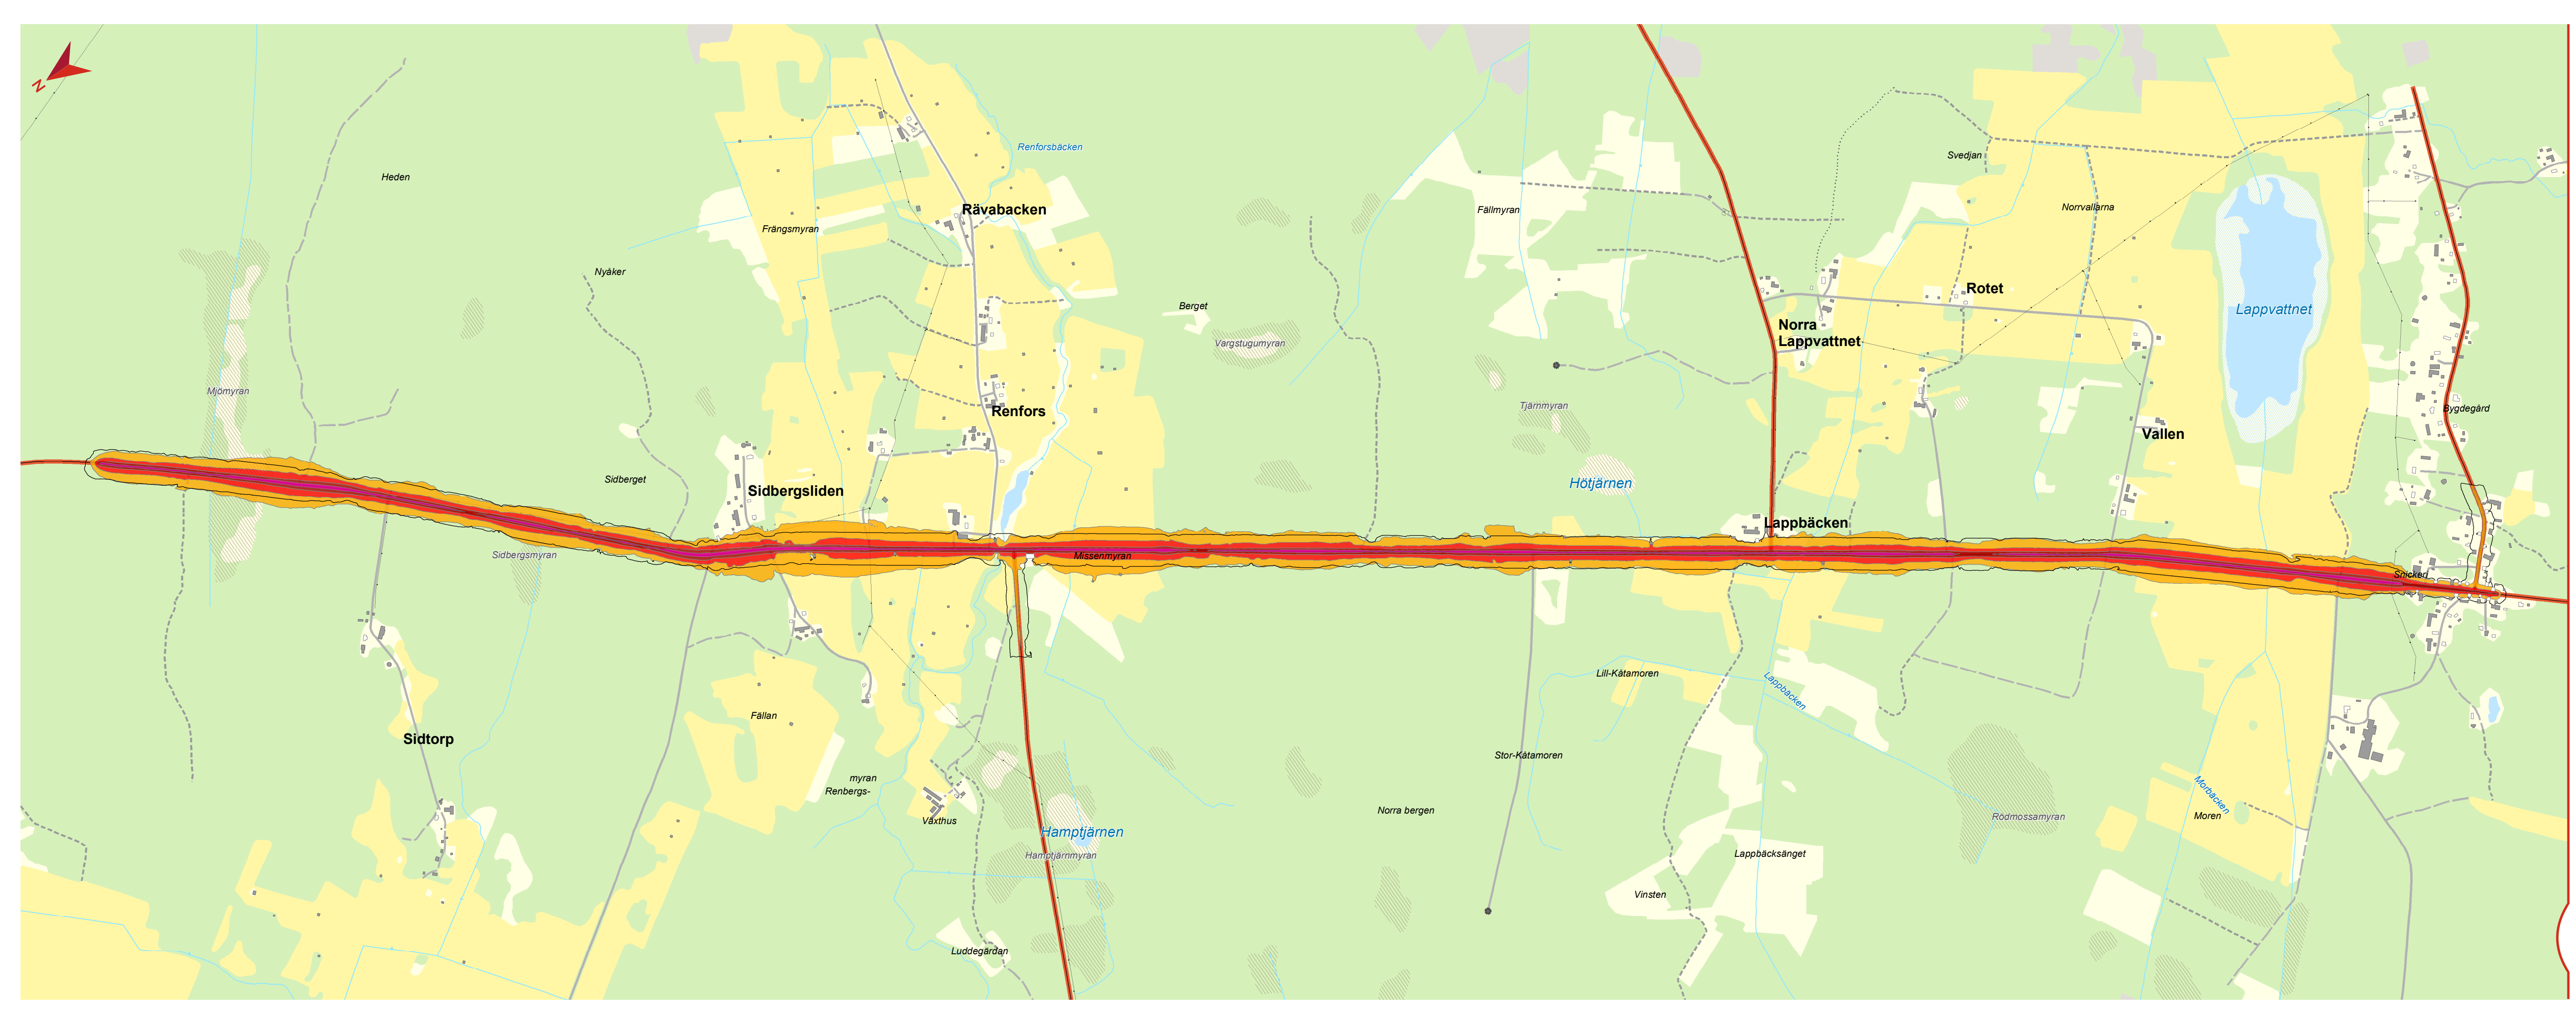 N
Renforsbäcken
Svedjan
Heden
Norrvallarna
Rävabacken
Fällmyran
Frängsmyran
Nyåker
Rotet
Berget
Lappvattnet
Norra
Lappvattnet
Vargstugumyran
Mjömyran
Tjärnmyran
Bygdegård
Renfors
Vallen
Sidberget
Hötjärnen
Sidbergsliden
Lappbäcken
Sidbergsmyran
Missenmyran
Snickeri
Lill-Kåtamoren
Lappbäcken
Fällan
Sidtorp
Stor-Kåtamoren
myran
Renbergs-
Morbäcken
Norra bergen
Moren
Rödmossamyran
Växthus
Hamptjärnen
Hamptjärnmyran
Lappbäcksänget
Vinsten
Luddegärdan